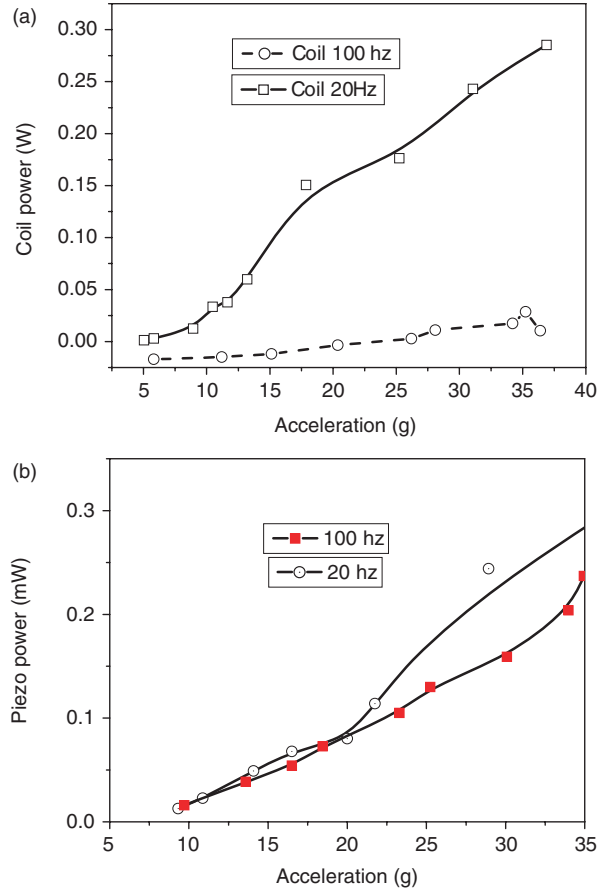 (a)
0.30
0.25
0.20
0.15
0.10
0.05
0.00
Coil power (W)
Coil 100 hz
Coil 20Hz
5 10 15 20 25 30 35 40
Acceleration (g)
(b)
0.3
0.2
0.1
0.0
Piezo power (mW)
100 hz
20 hz
5 10 15 20 25 30 35
Acceleration (g)